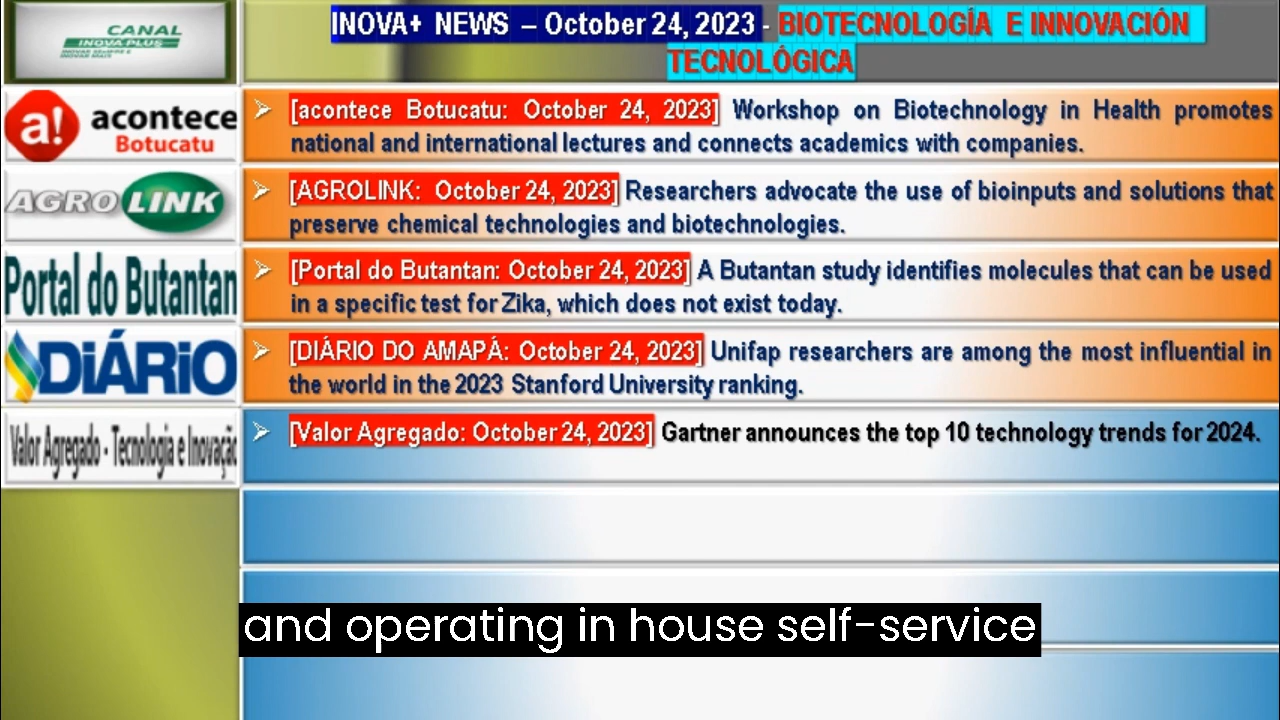 CANAL
INOVA PLUS
INOVAR SEMPRE E
INOVAR MAIS
INOVA+ NEWS – October 24, 2023 - BIOTECNOLOGÍA E INNOVACIÓN
TECNOLÓGICA
a! acontece
Botucatu
➢ [acontece Botucatu: October 24, 2023] Workshop on Biotechnology in Health promotes
national and international lectures and connects academics with companies.
AGROLINK
➢ [AGROLINK: October 24, 2023] Researchers advocate the use of bioinputs and solutions that
preserve chemical technologies and biotechnologies.
Portal do Butantan
➢ [Portal do Butantan: October 24, 2023] A Butantan study identifies molecules that can be used
in a specific test for Zika, which does not exist today.
DiÁRiO
➢ [DIÁRIO DO AMAPÁ: October 24, 2023] Unifap researchers are among the most influential in
the world in the 2023 Stanford University ranking.
Valor Agregado - Tecnologia e Inovação
➢ [Valor Agregado: October 24, 2023] Gartner announces the top 10 technology trends for 2024.
and operating in house self-service